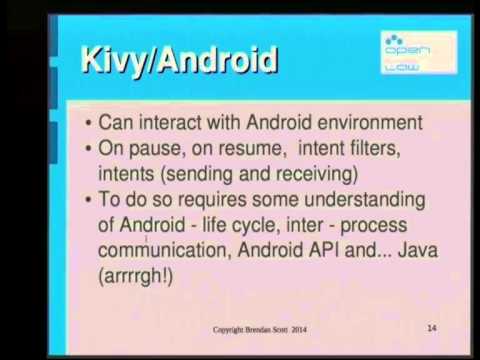 Kivy/Android
open
LAW
• Can interact with Android environment
• On pause, on resume, intent filters,
intents (sending and receiving)
• To do so requires some understanding
of Android - life cycle, inter - process
communication, Android API and... Java
(arrrrgh!)
Copyright Brendan Scott 2014
14